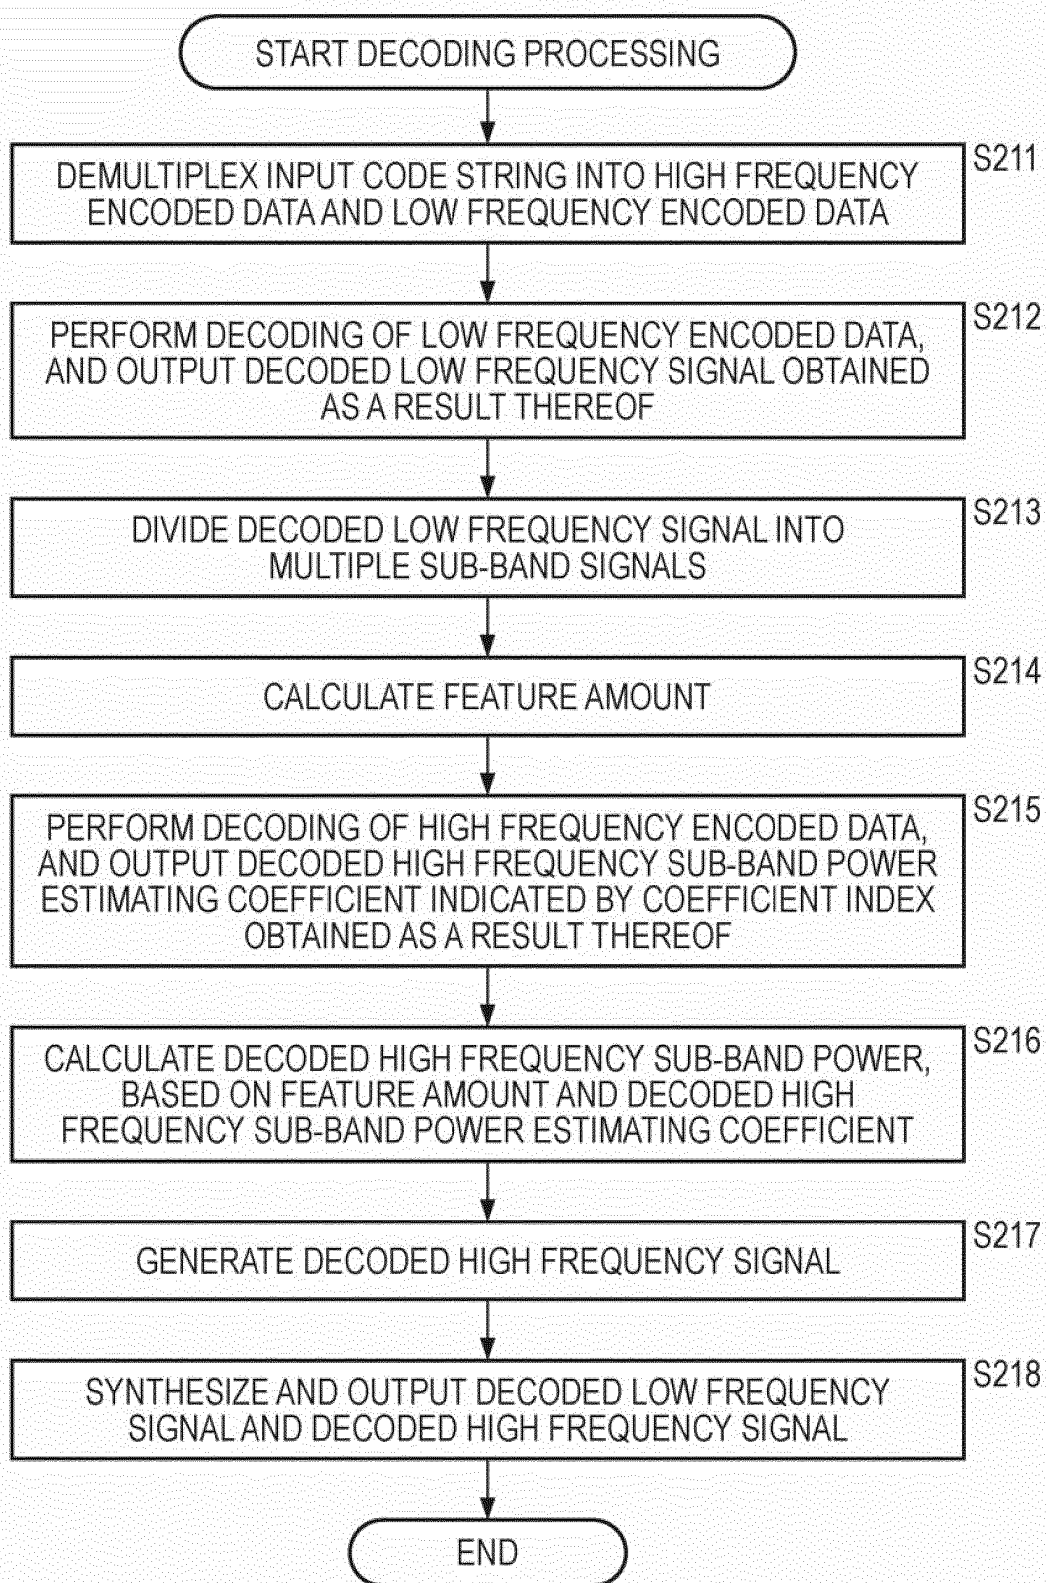 START DECODING PROCESSING
S211
DEMULTIPLEX INPUT CODE STRING INTO HIGH FREQUENCY
ENCODED DATA AND LOW FREQUENCY ENCODED DATA
S212
PERFORM DECODING OF LOW FREQUENCY ENCODED DATA,
AND OUTPUT DECODED LOW FREQUENCY SIGNAL OBTAINED
AS A RESULT THEREOF
S213
DIVIDE DECODED LOW FREQUENCY SIGNAL INTO
MULTIPLE SUB-BAND SIGNALS
S214
CALCULATE FEATURE AMOUNT
S215
PERFORM DECODING OF HIGH FREQUENCY ENCODED DATA,
AND OUTPUT DECODED HIGH FREQUENCY SUB-BAND POWER
ESTIMATING COEFFICIENT INDICATED BY COEFFICIENT INDEX
OBTAINED AS A RESULT THEREOF
S216
CALCULATE DECODED HIGH FREQUENCY SUB-BAND POWER,
BASED ON FEATURE AMOUNT AND DECODED HIGH
FREQUENCY SUB-BAND POWER ESTIMATING COEFFICIENT
S217
GENERATE DECODED HIGH FREQUENCY SIGNAL
S218
SYNTHESIZE AND OUTPUT DECODED LOW FREQUENCY
SIGNAL AND DECODED HIGH FREQUENCY SIGNAL
END